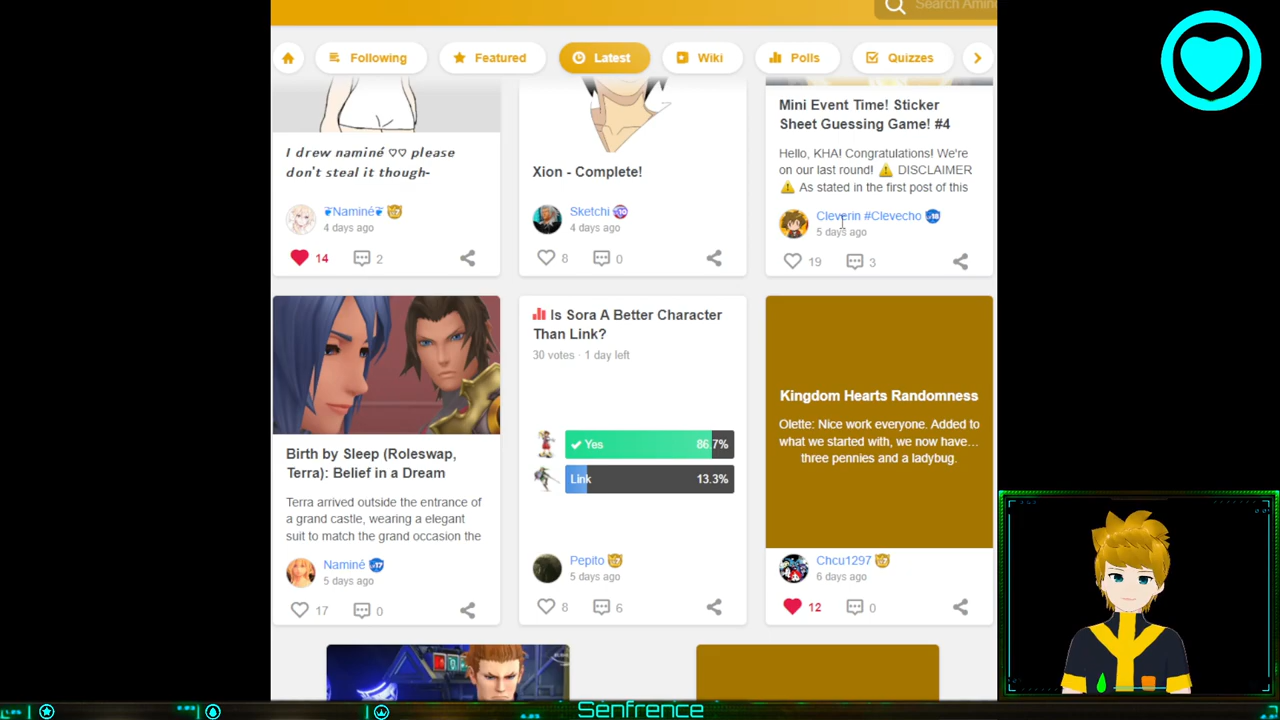 Search Amino
Following
Featured
Latest
Wiki
Polls
Quizzes
I drew naminé ♡♡ please
don't steal it though-
❦Naminé❦
4 days ago
14
2
Xion - Complete!
Sketchi
10
4 days ago
8
0
Mini Event Time! Sticker
Sheet Guessing Game! #4
Hello, KHA! Congratulations! We're
on our last round! ⚠️ DISCLAIMER
⚠️ As stated in the first post of this
Cleverin #Clevecho
18
5 days ago
19
3
Birth by Sleep (Roleswap,
Terra): Belief in a Dream
Terra arrived outside the entrance of
a grand castle, wearing a elegant
suit to match the grand occasion the
Naminé
17
5 days ago
17
0
Is Sora A Better Character
Than Link?
30 votes · 1 day left
Yes 86.7%
Link 13.3%
Pepito
5 days ago
8
6
Kingdom Hearts Randomness
Olette: Nice work everyone. Added to
what we started with, we now have…
three pennies and a ladybug.
Chcu1297
6 days ago
12
0
Senfrence